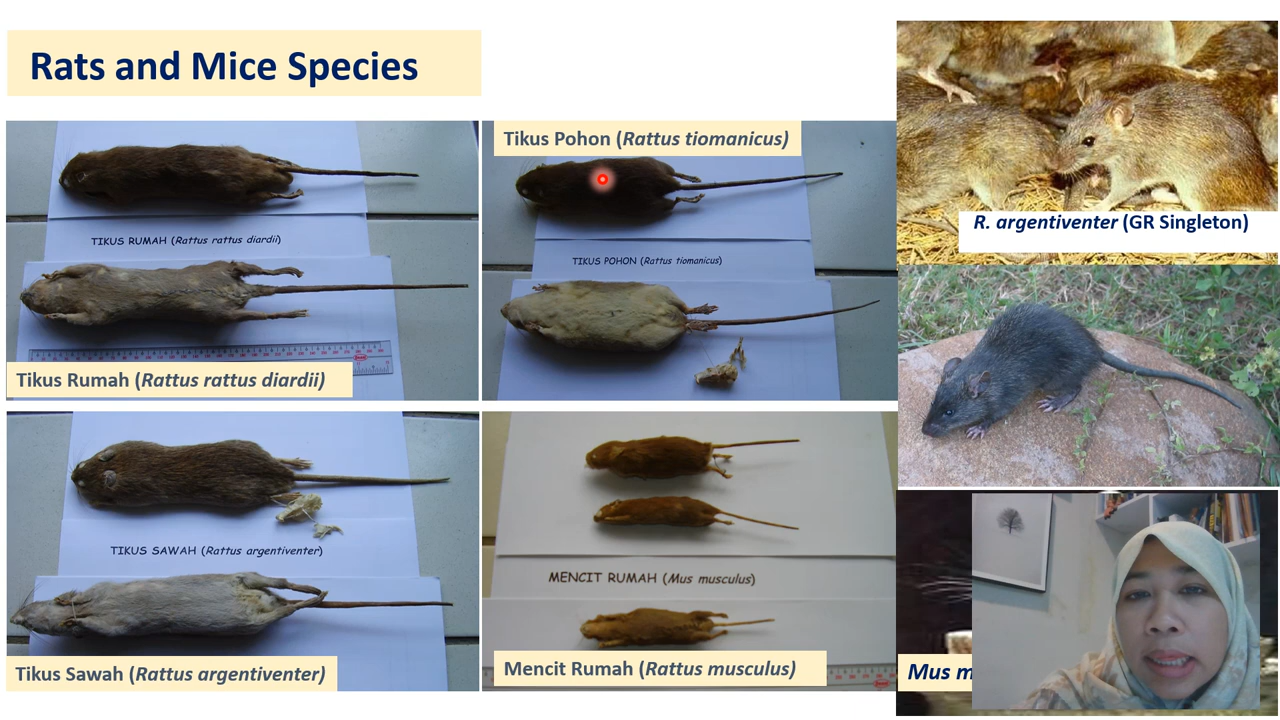 Rats and Mice Species
TIKUS RUMAH (Rattus rattus diardii)
Tikus Rumah (Rattus rattus diardii)
Tikus Pohon (Rattus tiomanicus)
TIKUS POHON (Rattus tiomanicus)
R. argentiventer (GR Singleton)
TIKUS SAWAH (Rattus argentiventer)
Tikus Sawah (Rattus argentiventer)
MENCIT RUMAH (Mus musculus)
Mencit Rumah (Rattus musculus)
Mus m